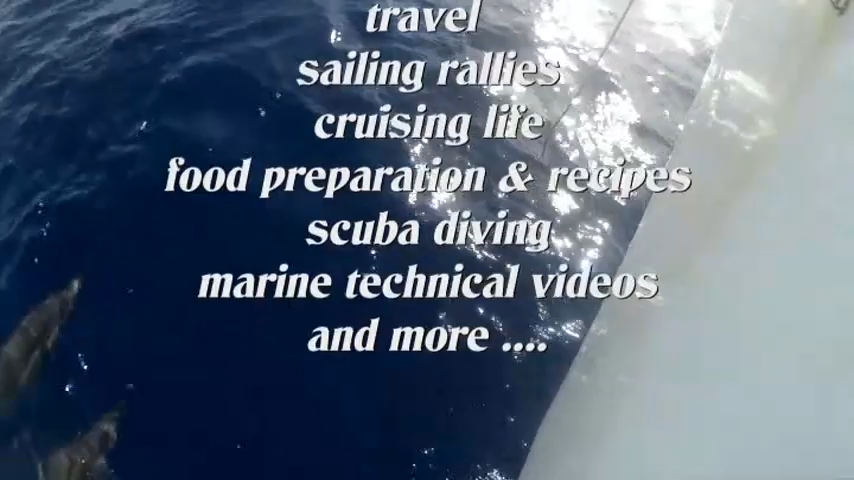 travel
sailing rallies
cruising life
food preparation & recipes
scuba diving
marine technical videos
and more ....